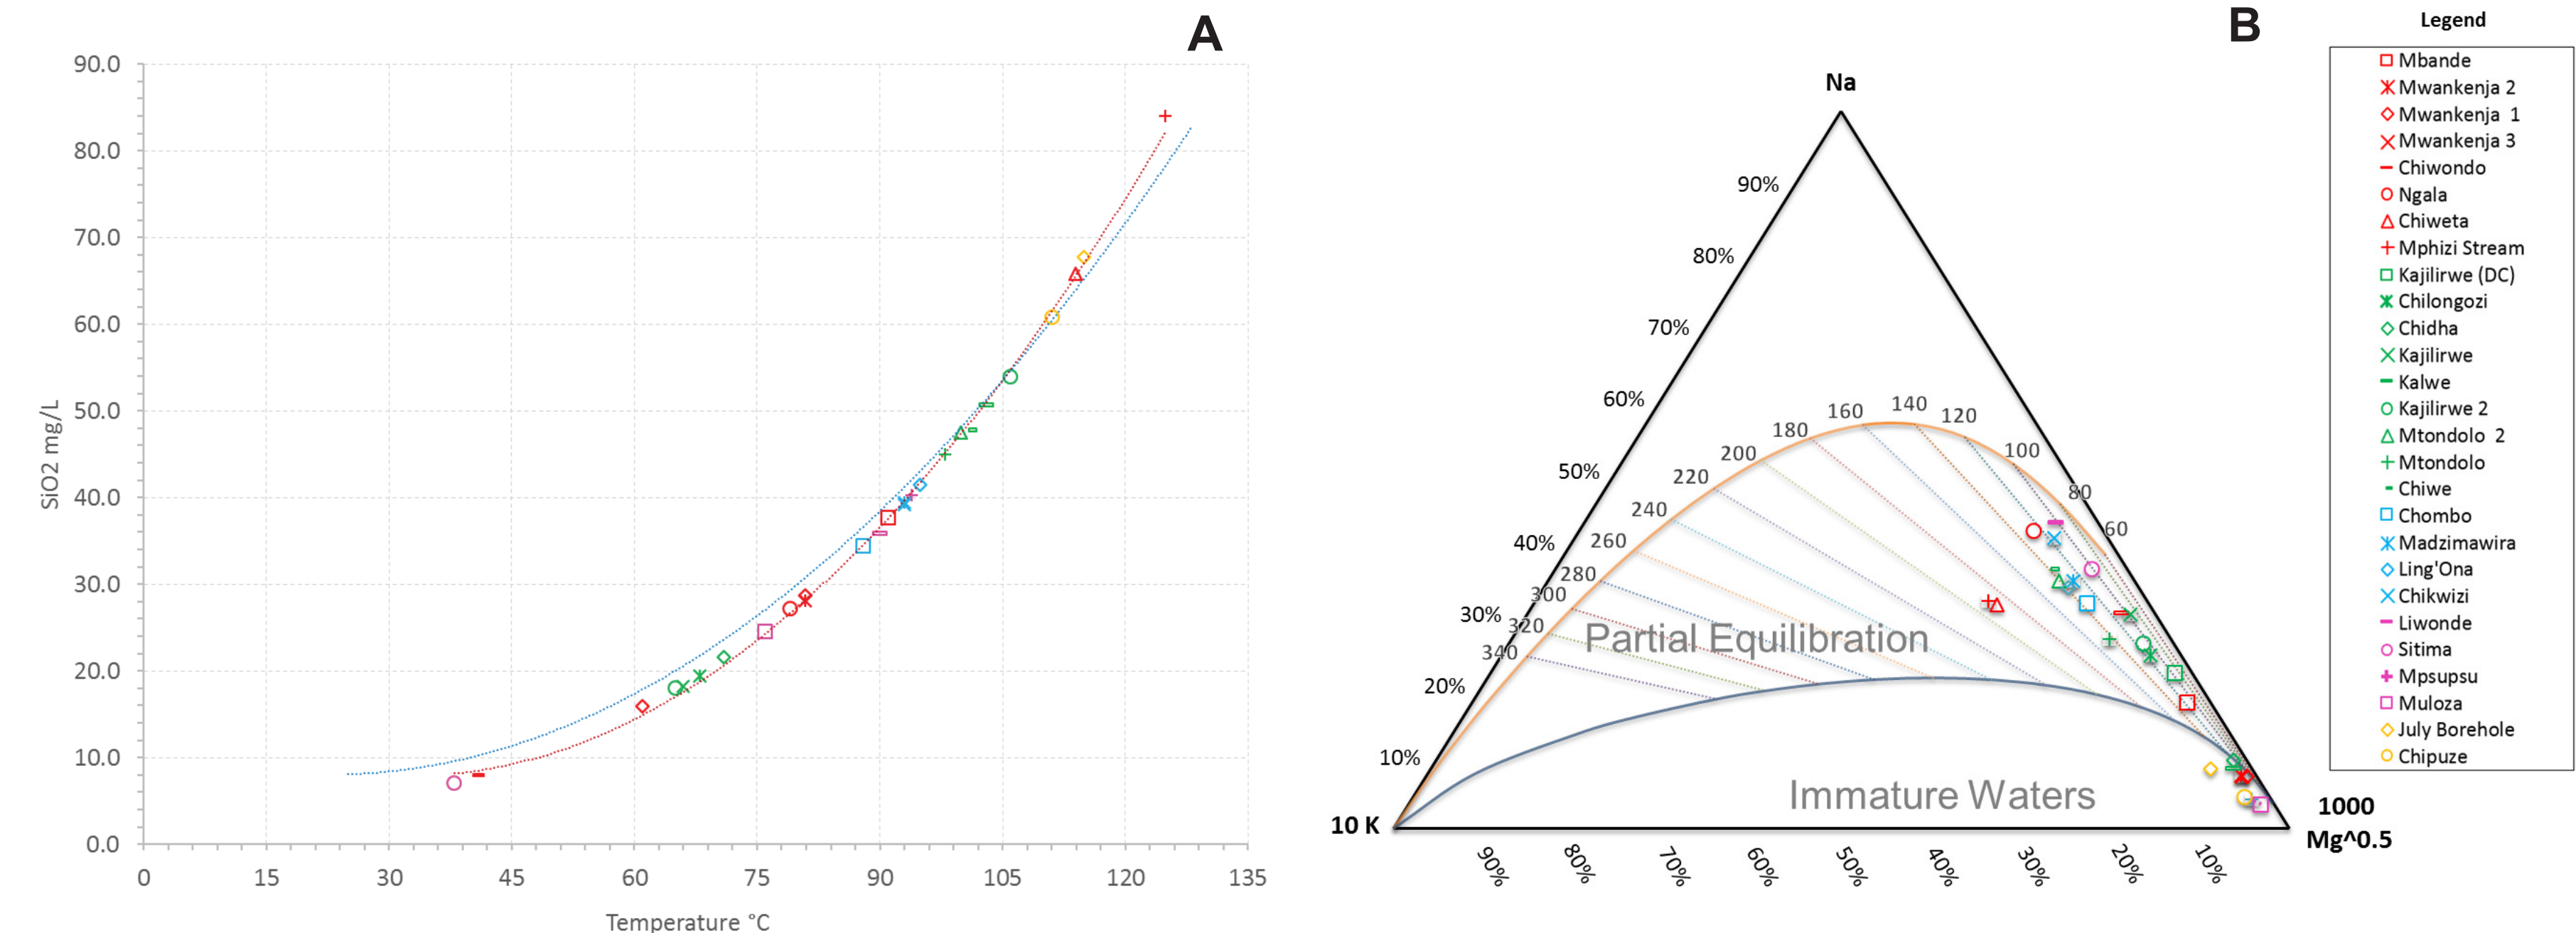 A
90.0
80.0
70.0
60.0
50.0
40.0
30.0
20.0
10.0
0.0
SiO2 mg/L
0 15 30 45 60 75 90 105 120 135
Temperature °C
B
Na
90%
80%
70%
60%
50%
40%
30%
20%
10%
10 K
340
320
300
280
260
240
220
200
180
160
140
120
100
80
60
Partial Equilibration
Immature Waters
90% 80% 70% 60% 50% 40% 30% 20% 10%
1000
Mg^0.5
Legend
Mbande
Mwankenja 2
Mwankenja 1
Mwankenja 3
Chiwondo
Ngala
Chiweta
Mphizi Stream
Kajilirwe (DC)
Chilongozi
Chidha
Kajilirwe
Kalwe
Kajilirwe 2
Mtondolo 2
Mtondolo
Chiwe
Chombo
Madzimawira
Ling'Ona
Chikwizi
Liwonde
Sitima
Mpsupsu
Muloza
July Borehole
Chipuze